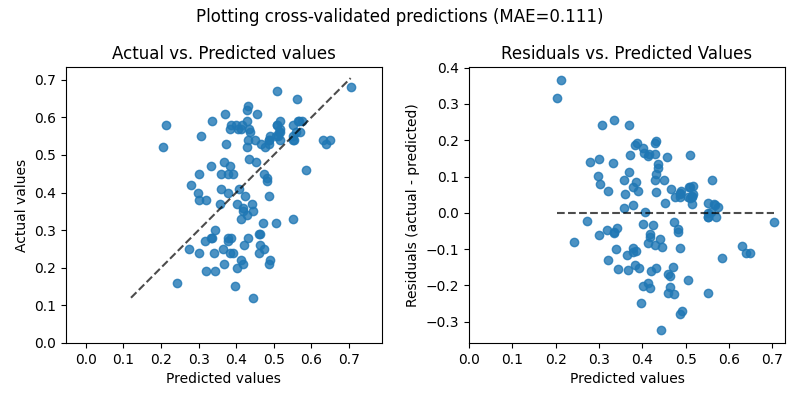 Plotting cross-validated predictions (MAE=0.111)
Actual vs. Predicted values
Actual values
0.7
0.6
0.5
0.4
0.3
0.2
0.1
0.0
0.0 0.1 0.2 0.3 0.4 0.5 0.6 0.7
Predicted values
Residuals vs. Predicted Values
Residuals (actual - predicted)
0.4
0.3
0.2
0.1
0.0
−0.1
−0.2
−0.3
0.0 0.1 0.2 0.3 0.4 0.5 0.6 0.7
Predicted values